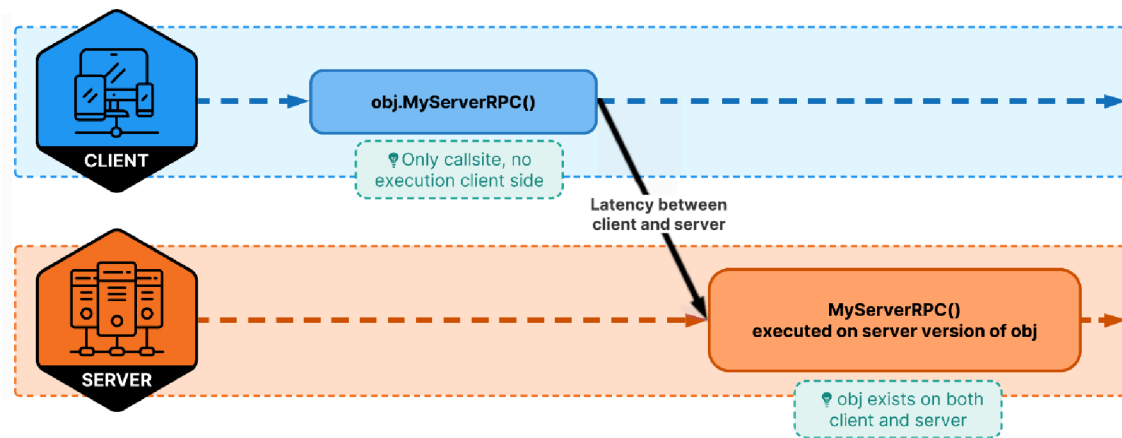 CLIENT
obj.MyServerRPC()
Only callsite, no
execution client side
Latency between
client and server
SERVER
MyServerRPC()
executed on server version of obj
obj exists on both
client and server